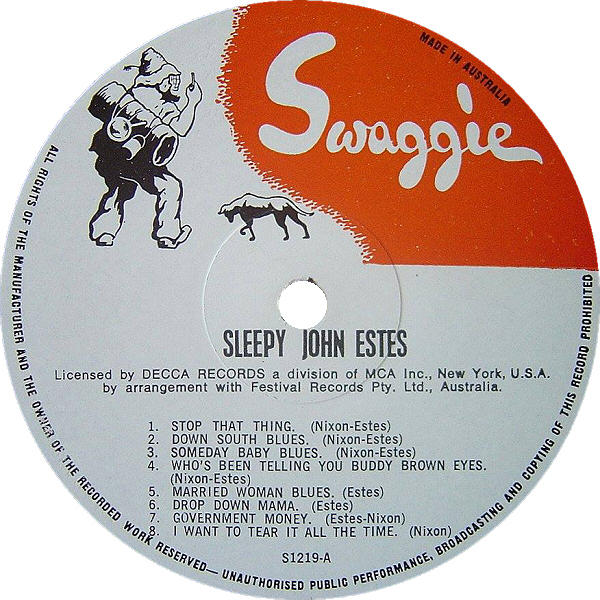 Swaggie
MADE IN AUSTRALIA
SLEEPY JOHN ESTES
Licensed by DECCA RECORDS a division of MCA Inc., New York, U.S.A.
by arrangement with Festival Records Pty. Ltd., Australia.
1. STOP THAT THING. (Nixon-Estes)
2. DOWN SOUTH BLUES. (Nixon-Estes)
3. SOMEDAY BABY BLUES. (Nixon-Estes)
4. WHO'S BEEN TELLING YOU BUDDY BROWN EYES.
(Nixon-Estes)
5. MARRIED WOMAN BLUES. (Estes)
6. DROP DOWN MAMA. (Estes)
7. GOVERNMENT MONEY. (Estes-Nixon)
8. I WANT TO TEAR IT ALL THE TIME. (Nixon)
S1219-A
ALL RIGHTS OF THE MANUFACTURER AND THE OWNER OF THE RECORDED WORK RESERVED— UNAUTHORISED PUBLIC PERFORMANCE, BROADCASTING AND COPYING OF THIS RECORD PROHIBITED